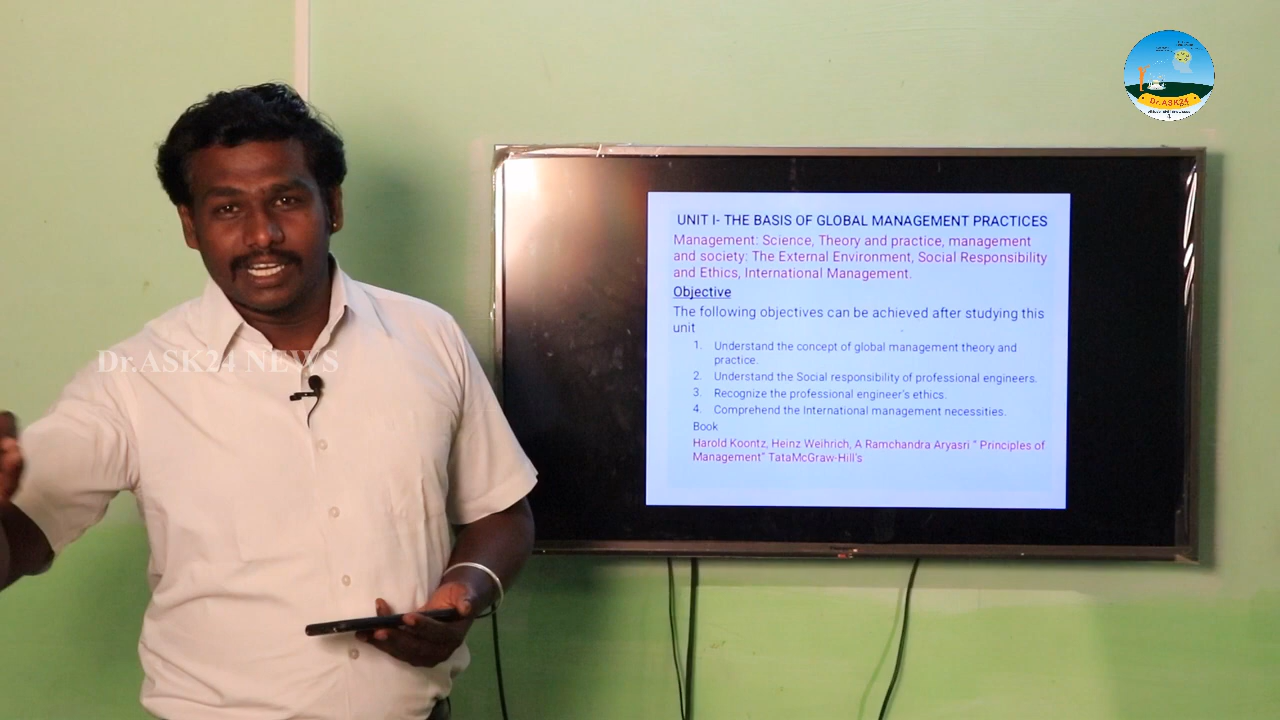 Dr.ASK24
UNIT I- THE BASIS OF GLOBAL MANAGEMENT PRACTICES
Management: Science, Theory and practice, management
and society: The External Environment, Social Responsibility
and Ethics, International Management.
Objective
The following objectives can be achieved after studying this
unit
1. Understand the concept of global management theory and
practice.
2. Understand the Social responsibility of professional engineers.
3. Recognize the professional engineer's ethics.
4. Comprehend the International management necessities.
Book
Harold Koontz, Heinz Weihrich, A Ramchandra Aryasri " Principles of
Management" TataMcGraw-Hill's
Dr.ASK24 NEWS